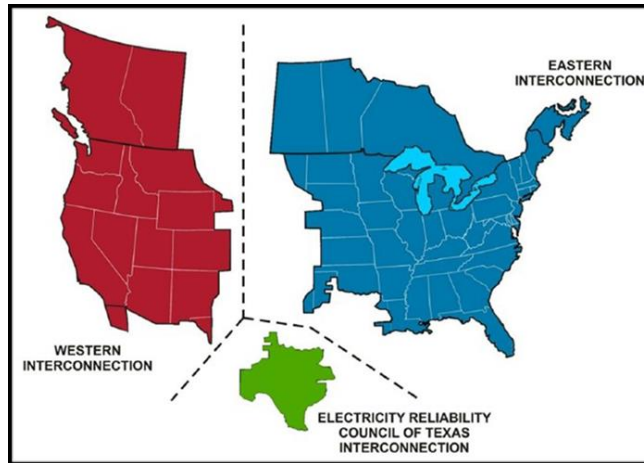 EASTERN
INTERCONNECTION
WESTERN
INTERCONNECTION
ELECTRICITY RELIABILITY
COUNCIL OF TEXAS
INTERCONNECTION